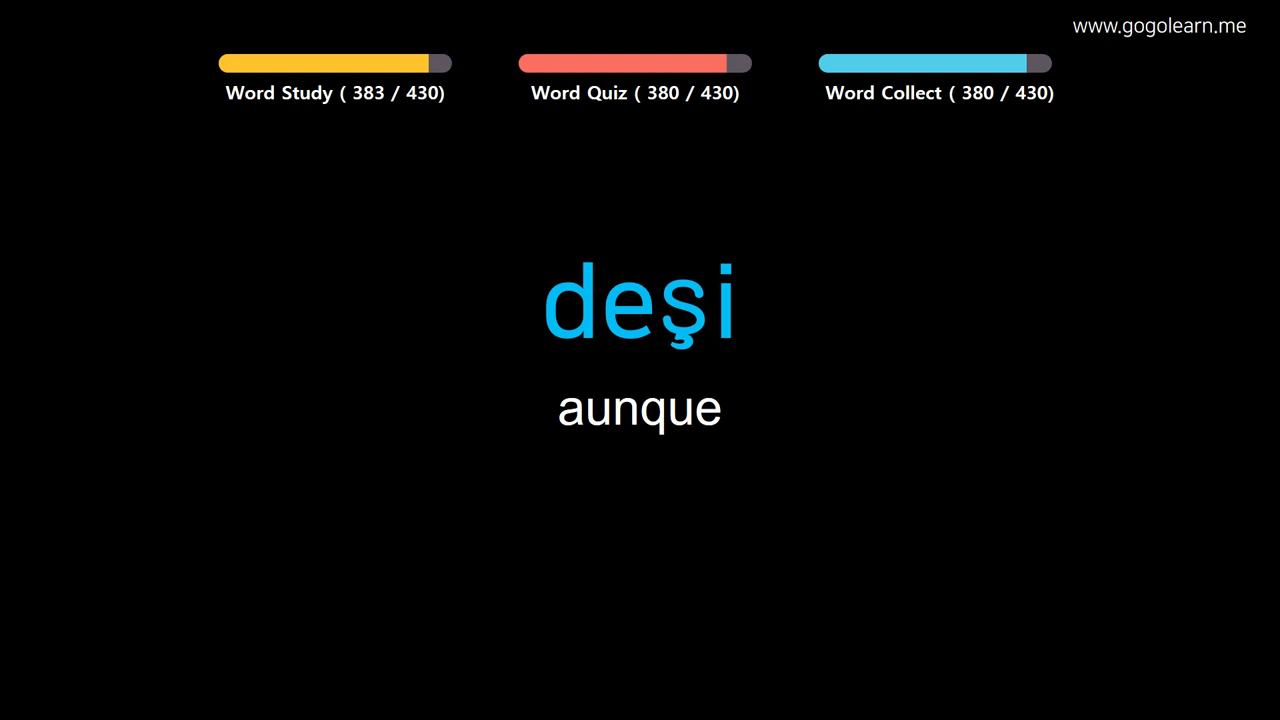 www.gogolearn.me
Word Study ( 383 / 430)
Word Quiz ( 380 / 430)
Word Collect ( 380 / 430)
deşi
aunque